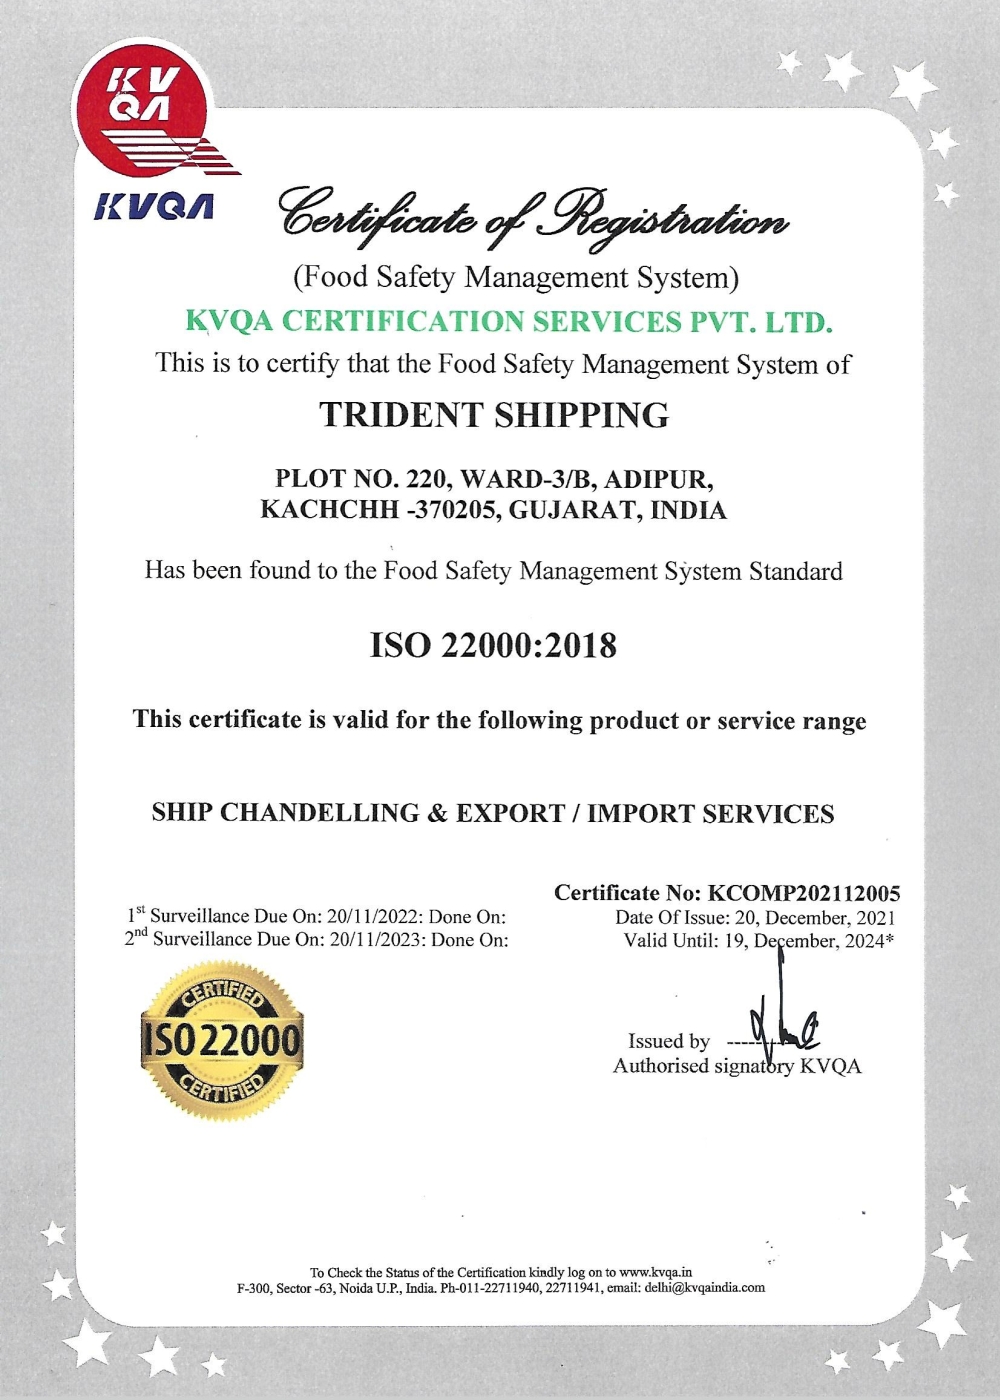 KV
QA
KVQA
Certificate of Registration
(Food Safety Management System)
KVQA CERTIFICATION SERVICES PVT. LTD.
This is to certify that the Food Safety Management System of
TRIDENT SHIPPING
PLOT NO. 220, WARD-3/B, ADIPUR,
KACHCHH -370205, GUJARAT, INDIA
Has been found to the Food Safety Management System Standard
ISO 22000:2018
This certificate is valid for the following product or service range
SHIP CHANDELLING & EXPORT / IMPORT SERVICES
Certificate No: KCOMP202112005
1st Surveillance Due On: 20/11/2022: Done On:
Date Of Issue: 20, December, 2021
2nd Surveillance Due On: 20/11/2023: Done On:
Valid Until: 19, December, 2024*
CERTIFIED
ISO 22000
CERTIFIED
Issued by --------
Authorised signatory KVQA
To Check the Status of the Certification kindly log on to www.kvqa.in
F-300, Sector -63, Noida U.P., India. Ph-011-22711940, 22711941, email: delhi@kvqaindia.com